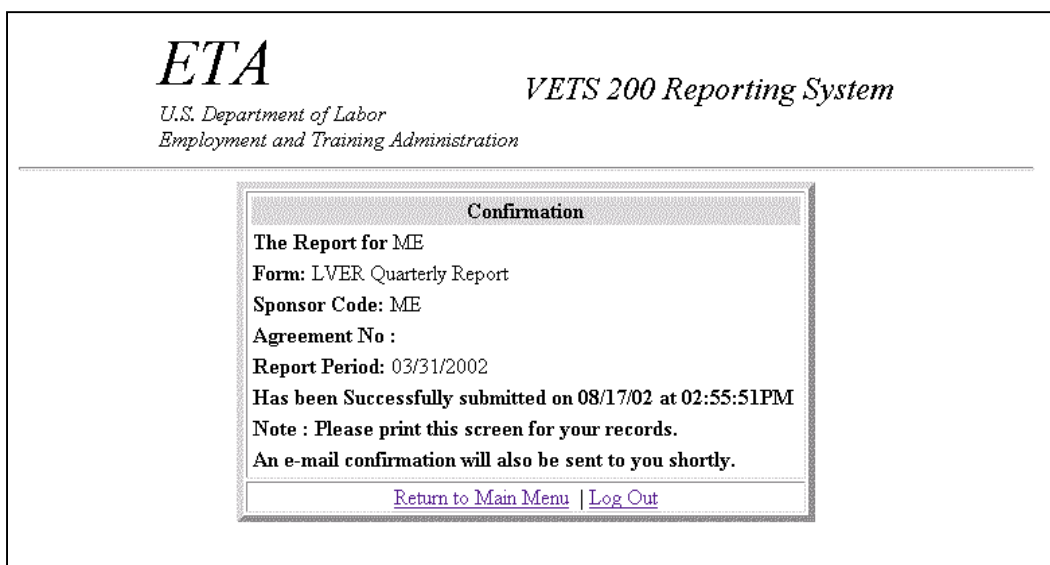 ETA
VETS 200 Reporting System
U.S. Department of Labor
Employment and Training Administration
Confirmation
The Report for ME
Form: LVER Quarterly Report
Sponsor Code: ME
Agreement No :
Report Period: 03/31/2002
Has been Successfully submitted on 08/17/02 at 02:55:51PM
Note : Please print this screen for your records.
An e-mail confirmation will also be sent to you shortly.
Return to Main Menu | Log Out